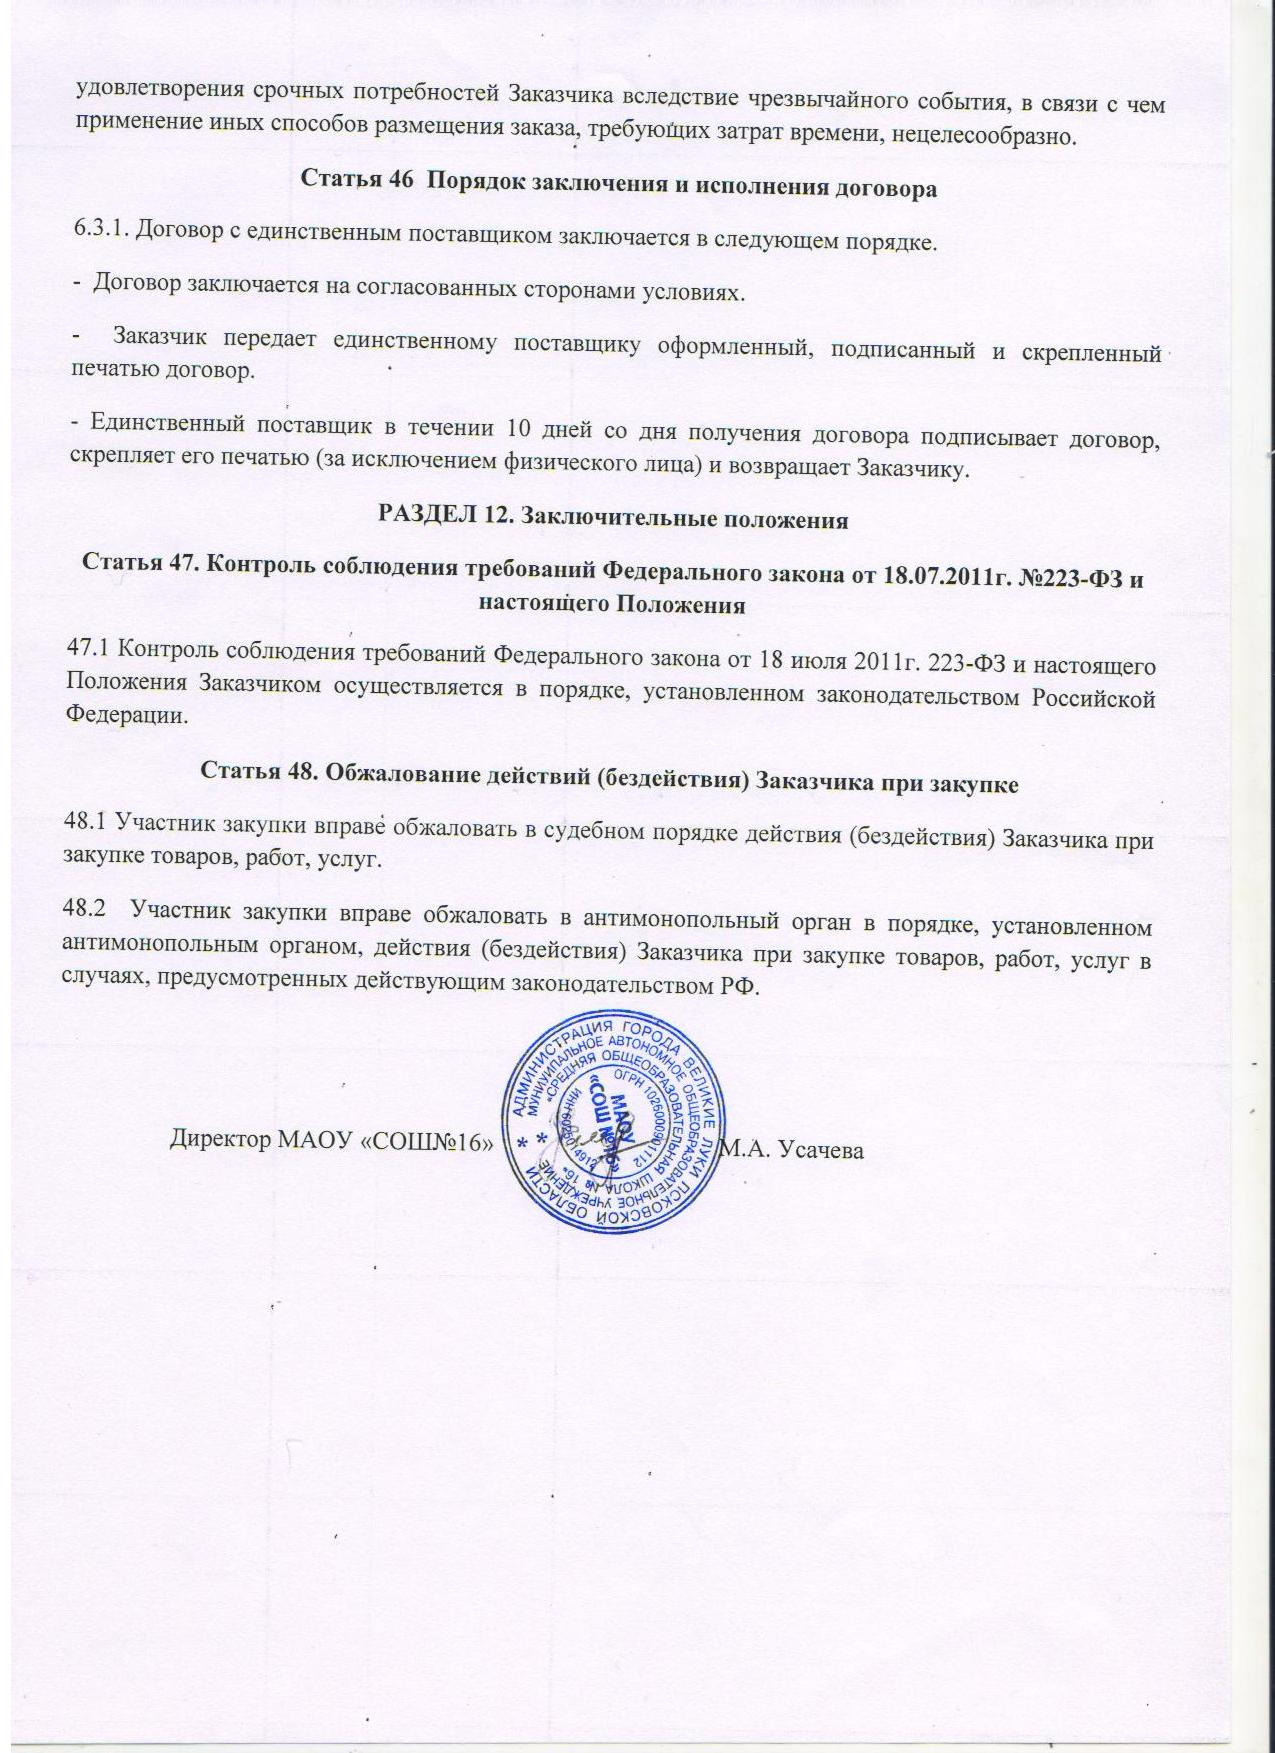 удовлетворения срочных потребностей Заказчика вследствие чрезвычайного события, в связи с чем
применение иных способов размещения заказа, требующих затрат времени, нецелесообразно.
Статья 46  Порядок заключения и исполнения договора
6.3.1. Договор с единственным поставщиком заключается в следующем порядке.
-  Договор заключается на согласованных сторонами условиях.
-  Заказчик передает единственному поставщику оформленный, подписанный и скрепленный
печатью договор.
- Единственный поставщик в течении 10 дней со дня получения договора подписывает договор,
скрепляет его печатью (за исключением физического лица) и возвращает Заказчику.
РАЗДЕЛ 12. Заключительные положения
Статья 47. Контроль соблюдения требований Федерального закона от 18.07.2011г. №223-ФЗ и
настоящего Положения
47.1 Контроль соблюдения требований Федерального закона от 18 июля 2011г. 223-ФЗ и настоящего
Положения Заказчиком осуществляется в порядке, установленном законодательством Российской
Федерации.
Статья 48. Обжалование действий (бездействия) Заказчика при закупке
48.1 Участник закупки вправе обжаловать в судебном порядке действия (бездействия) Заказчика при
закупке товаров, работ, услуг.
48.2  Участник закупки вправе обжаловать в антимонопольный орган в порядке, установленном
антимонопольным органом, действия (бездействия) Заказчика при закупке товаров, работ, услуг в
случаях, предусмотренных действующим законодательством РФ.
Директор МАОУ «СОШ№16»
М.А. Усачева
АДМИНИСТРАЦИЯ ГОРОДА ВЕЛИКИЕ ЛУКИ ПСКОВСКОЙ ОБЛАСТИ
МУНИЦИПАЛЬНОЕ АВТОНОМНОЕ ОБЩЕОБРАЗОВАТЕЛЬНОЕ УЧРЕЖДЕНИЕ
«СРЕДНЯЯ ОБЩЕОБРАЗОВАТЕЛЬНАЯ ШКОЛА № 16»
ОГРН 1026000901112
ИНН
МАОУ
«СОШ №16»